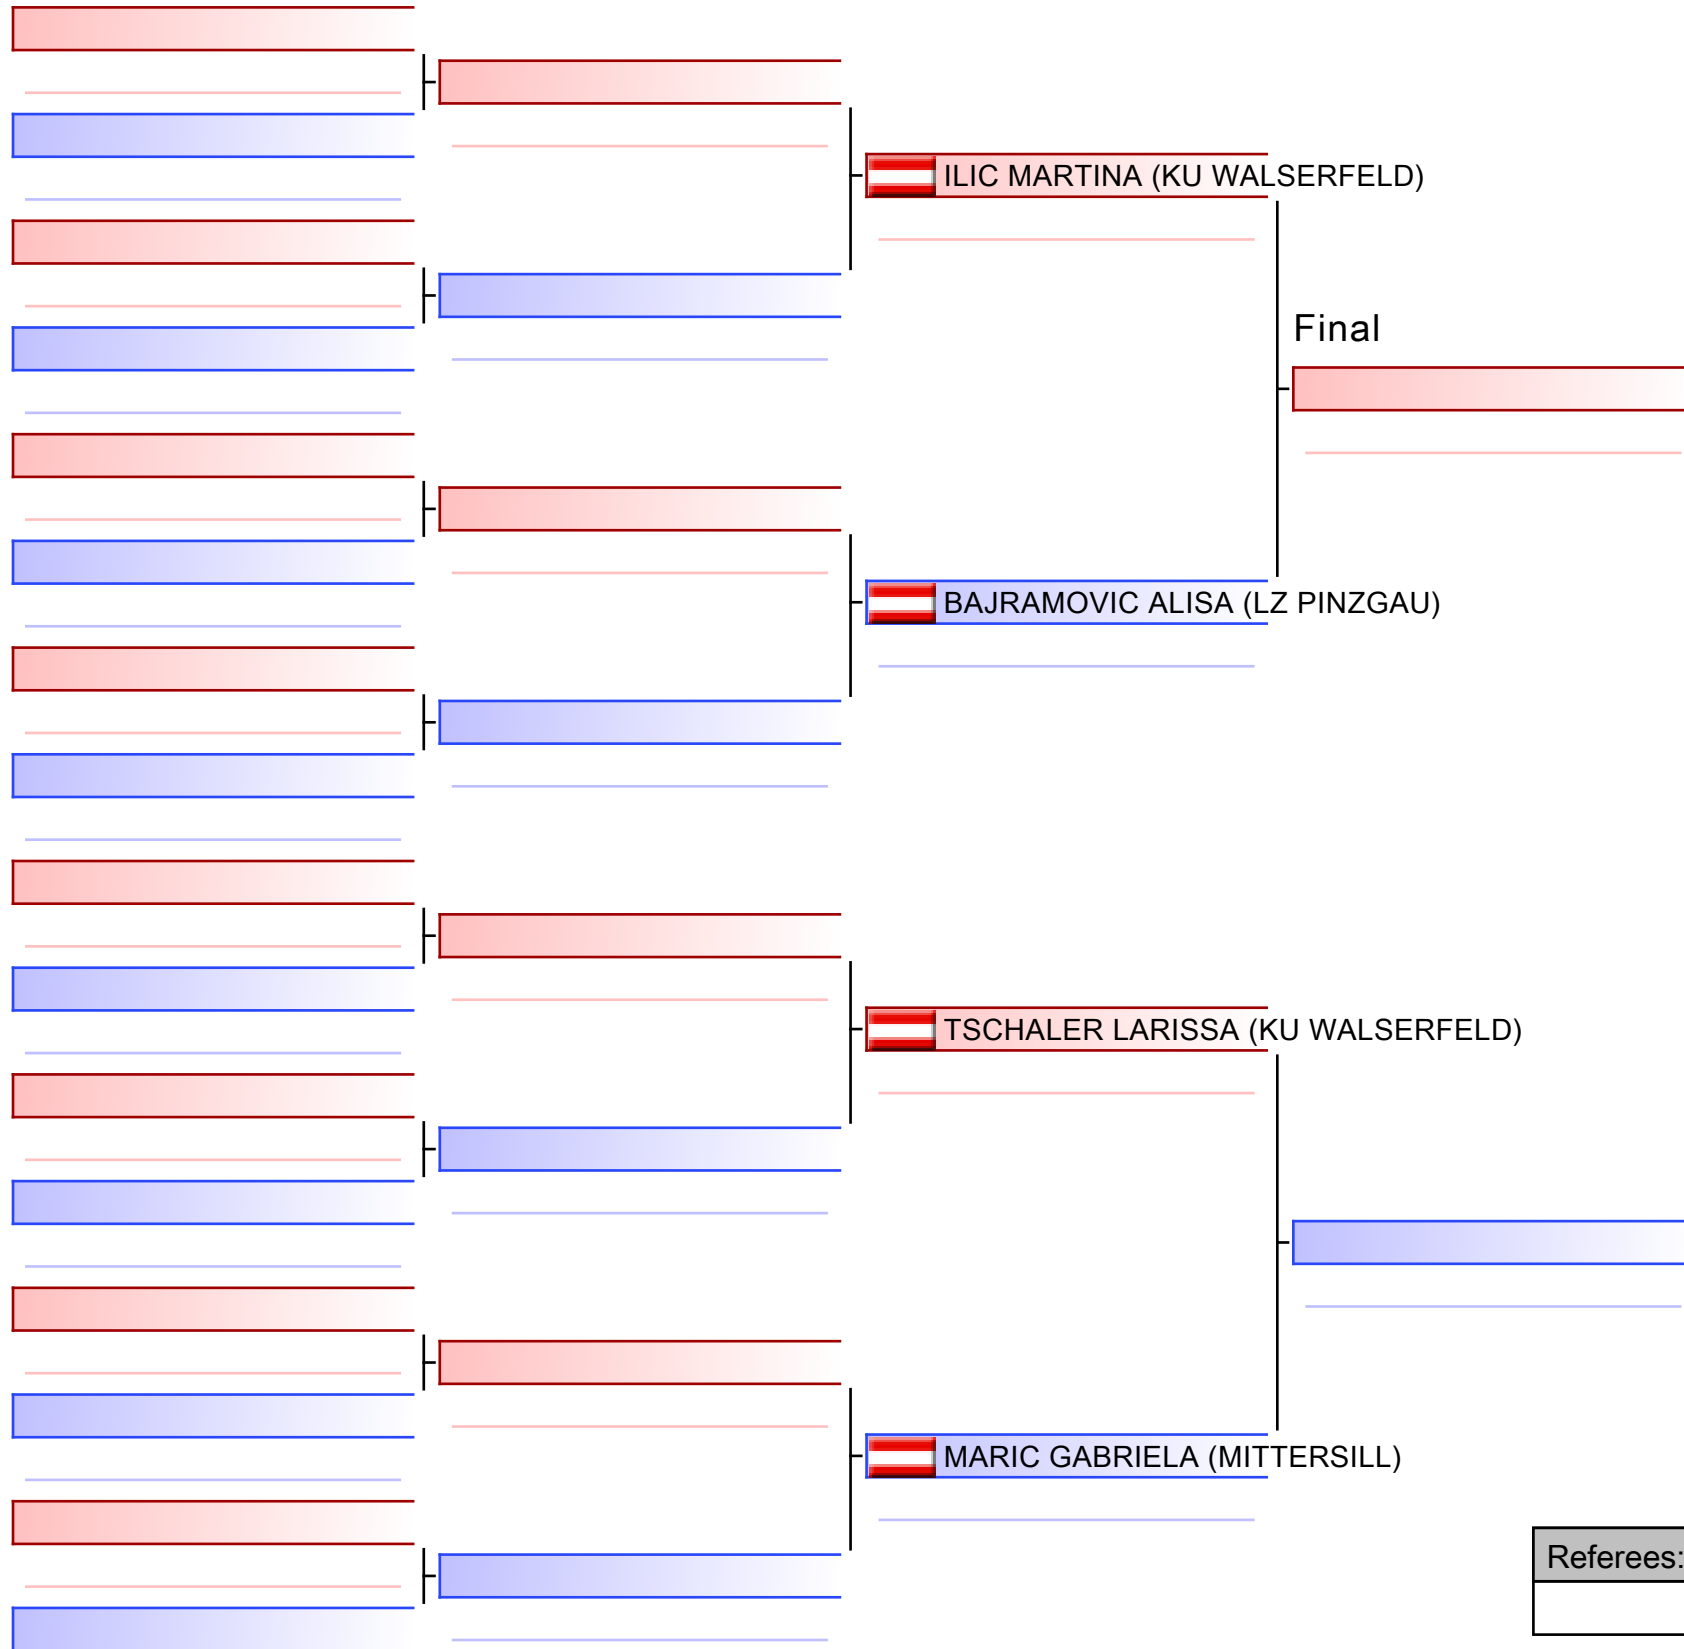 ILIC MARTINA (KU WALSERFELD)
Final
BAJRAMOVIC ALISA (LZ PINZGAU)
TSCHALER LARISSA (KU WALSERFELD)
MARIC GABRIELA (MITTERSILL)
Referees: